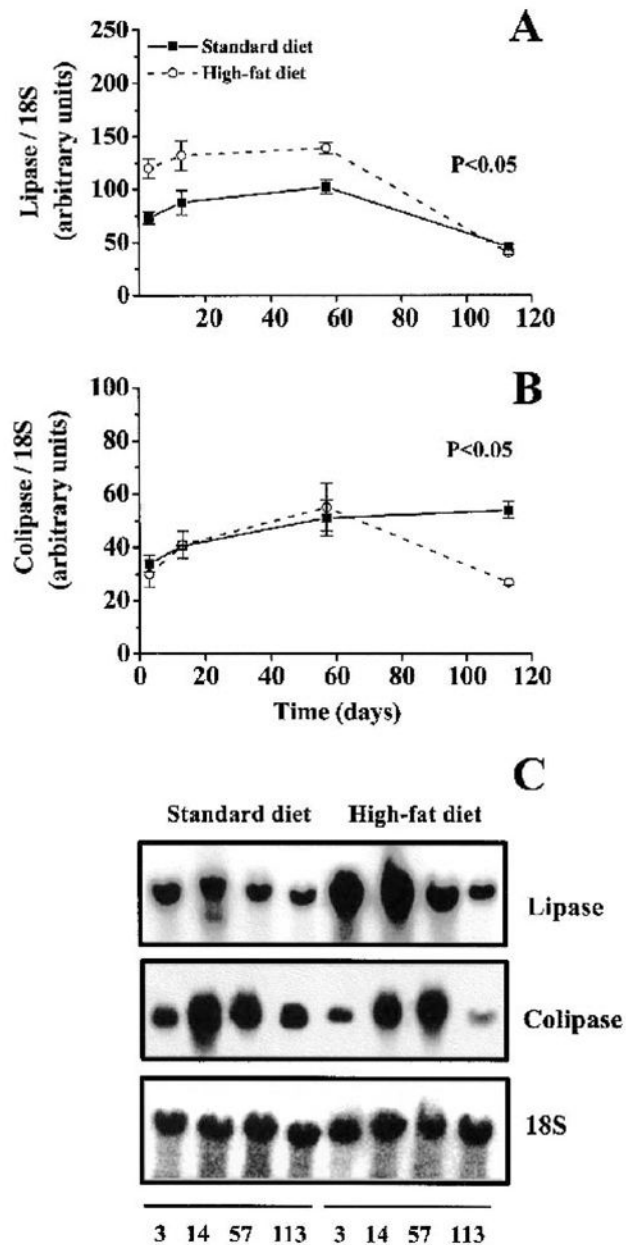 A
250
Standard diet
200
High-fat diet
150
P<0.05
100
50
0
Lipase / 18S
(arbitrary units)
20 40 60 80 100 120
B
100
80
P<0.05
60
40
20
0
Colipase / 18S
(arbitrary units)
0 20 40 60 80 100 120
Time (days)
C
Standard diet High-fat diet
Lipase
Colipase
18S
3 14 57 113 3 14 57 113